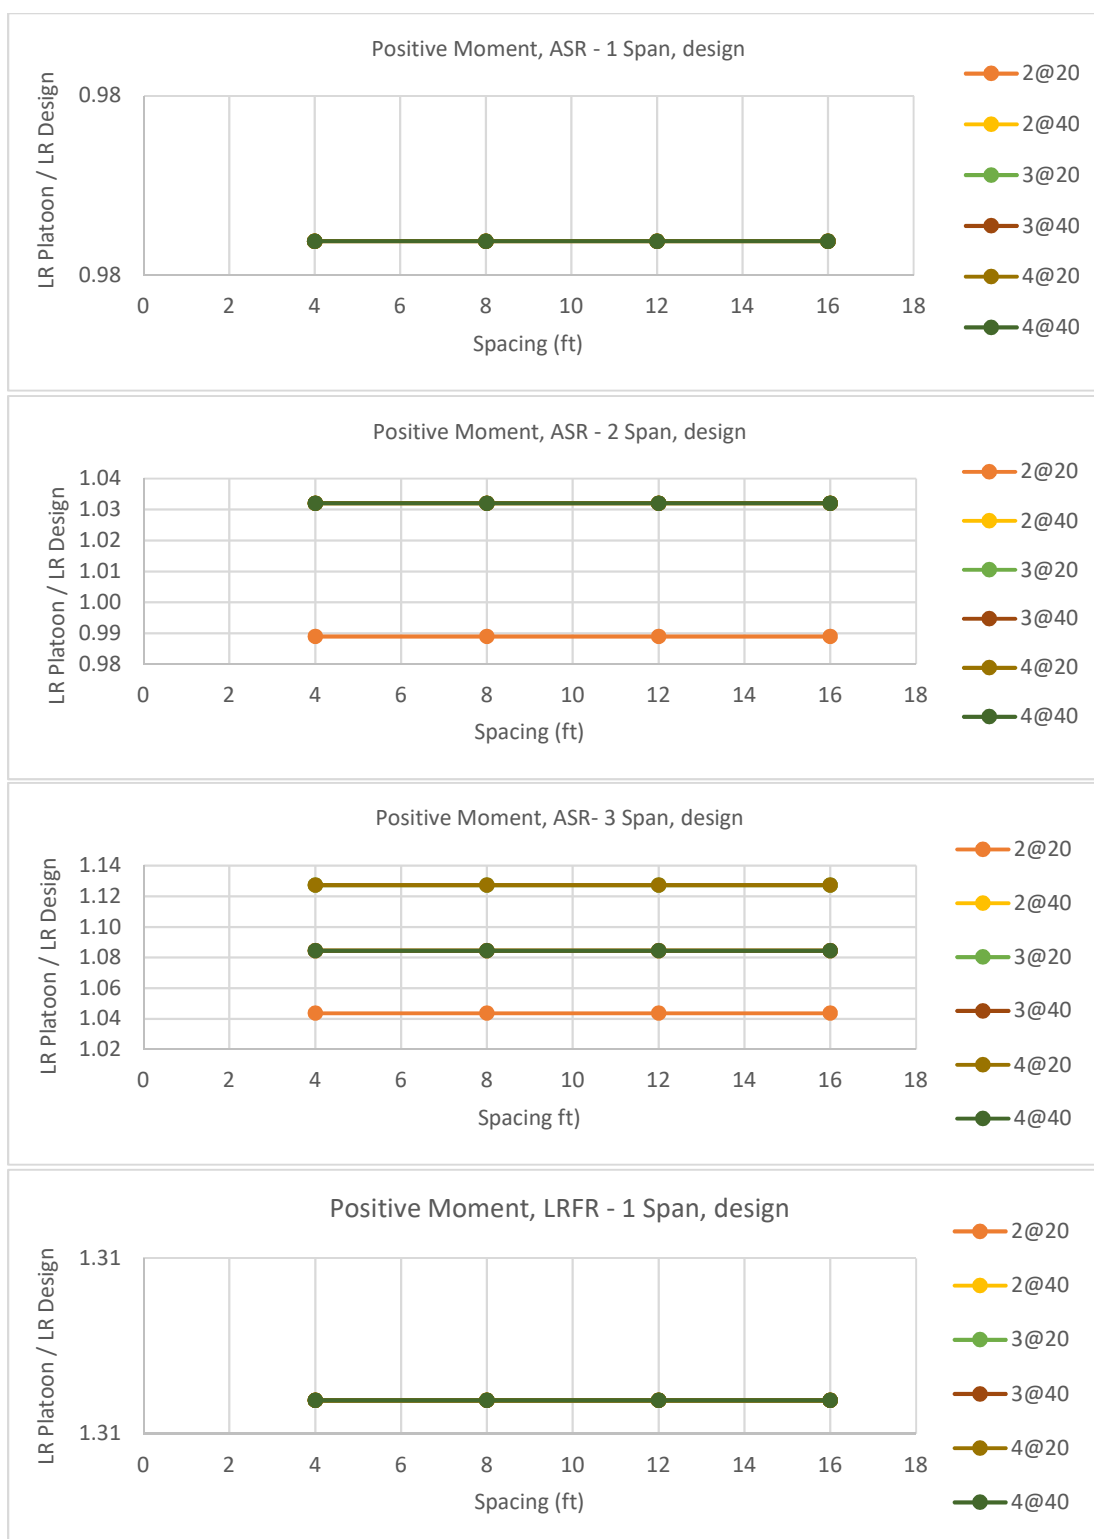 Positive Moment, ASR - 1 Span, design
LR Platoon / LR Design
0.98
0.98
0 2 4 6 8 10 12 14 16 18
Spacing (ft)
2@20
2@40
3@20
3@40
4@20
4@40
Positive Moment, ASR - 2 Span, design
LR Platoon / LR Design
1.04
1.03
1.02
1.01
1.00
0.99
0.98
0 2 4 6 8 10 12 14 16 18
Spacing (ft)
2@20
2@40
3@20
3@40
4@20
4@40
Positive Moment, ASR- 3 Span, design
LR Platoon / LR Design
1.14
1.12
1.10
1.08
1.06
1.04
1.02
0 2 4 6 8 10 12 14 16 18
Spacing ft)
2@20
2@40
3@20
3@40
4@20
4@40
Positive Moment, LRFR - 1 Span, design
LR Platoon / LR Design
1.31
1.31
0 2 4 6 8 10 12 14 16 18
Spacing (ft)
2@20
2@40
3@20
3@40
4@20
4@40